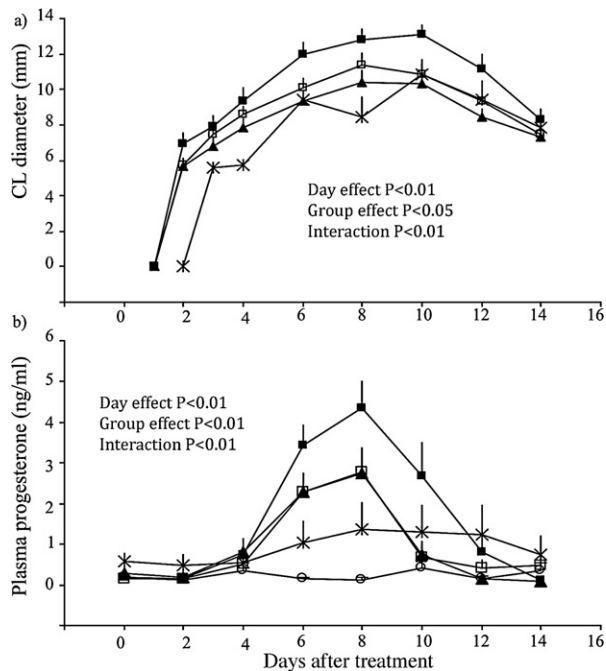 a)
14
12
10
8
6
4
2
0
CL diameter (mm)
Day effect P<0.01
Group effect P<0.05
Interaction P<0.01
0 2 4 6 8 10 12 14 16
b)
6
5
4
3
2
1
0
Plasma progesterone (ng/ml)
Day effect P<0.01
Group effect P<0.01
Interaction P<0.01
0 2 4 6 8 10 12 14 16
Days after treatment